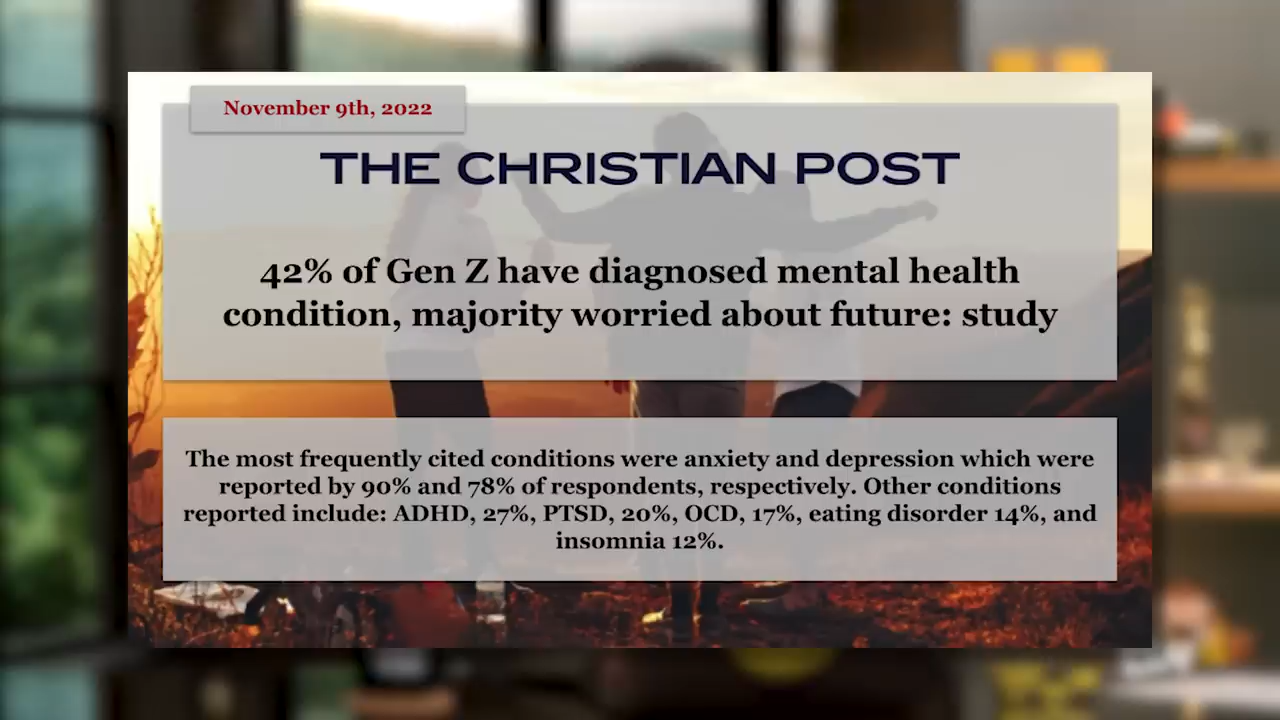 November 9th, 2022
THE CHRISTIAN POST
42% of Gen Z have diagnosed mental health
condition, majority worried about future: study
The most frequently cited conditions were anxiety and depression which were
reported by 90% and 78% of respondents, respectively. Other conditions
reported include: ADHD, 27%, PTSD, 20%, OCD, 17%, eating disorder 14%, and
insomnia 12%.